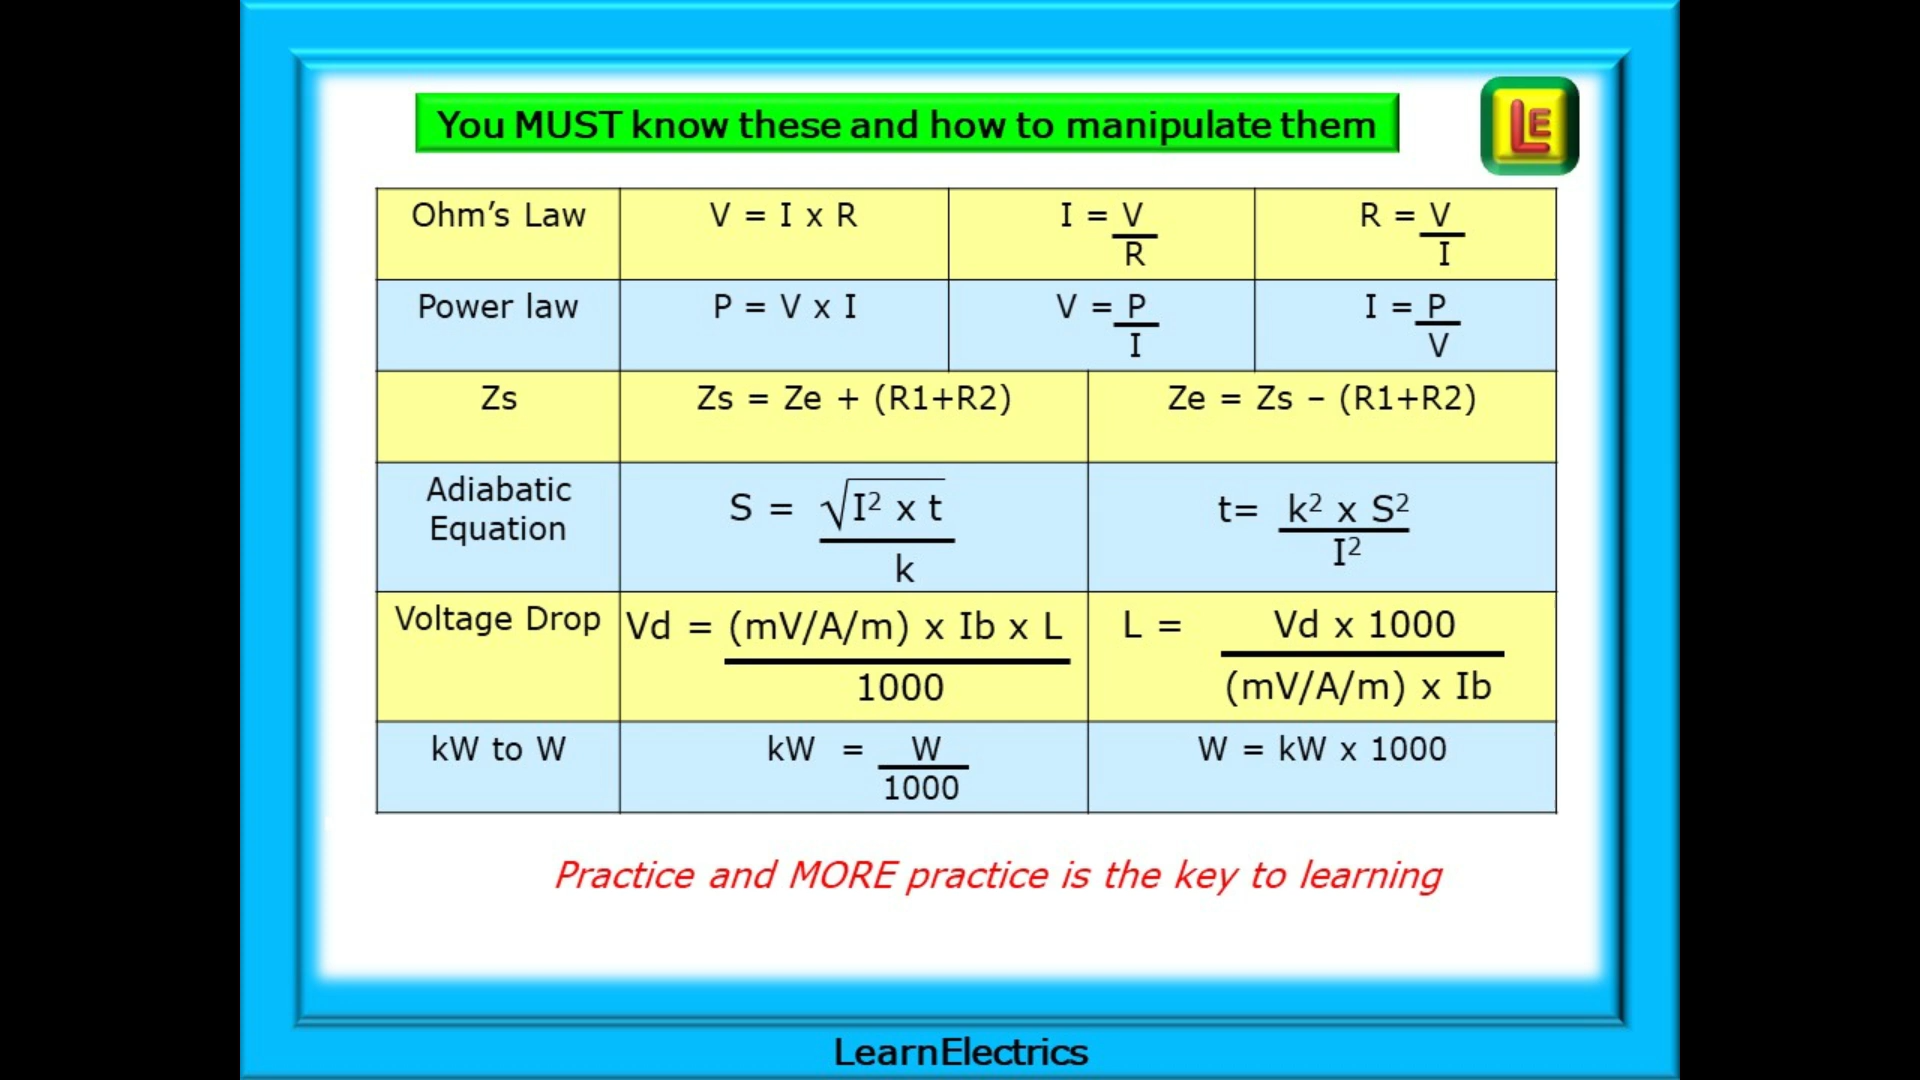 You MUST know these and how to manipulate them
LE
Ohm's Law
V = I x R
I = V
R
R = V
I
Power law
P = V x I
V = P
I
I = P
V
Zs
Zs = Ze + (R1+R2)
Ze = Zs – (R1+R2)
Adiabatic
Equation
S = √I² x t
k
t= k² x S²
I²
Voltage Drop
Vd = (mV/A/m) x Ib x L
1000
L = Vd x 1000
(mV/A/m) x Ib
kW to W
kW = W
1000
W = kW x 1000
Practice and MORE practice is the key to learning
LearnElectrics